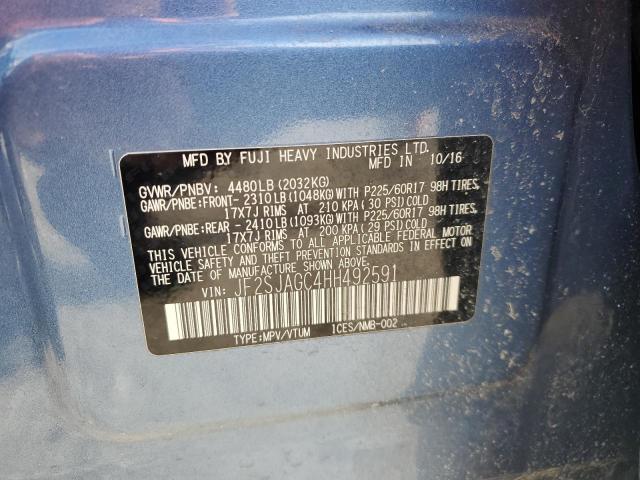 MFD BY FUJI HEAVY INDUSTRIES LTD.
MFD IN 10/16
GVWR/PNBV: 4480LB(2032KG)
GAWR/PNBE:FRONT- 2310LB(1048KG)WITH P225/60R17 98H TIRES,
17X7J RIMS AT 210 KPA(30 PSI)COLD
GAWR/PNBE:REAR - 2410LB(1093KG)WITH P225/60R17 98H TIRES,
17X7J RIMS AT 200 KPA(29 PSI)COLD
THIS VEHICLE CONFORMS TO ALL APPLICABLE FEDERAL MOTOR
VEHICLE SAFETY AND THEFT PREVENTION STANDARDS IN EFFECT
ON THE DATE OF MANUFACTURE SHOWN ABOVE.
VIN: JF2SJAGC4HH492591
TYPE:MPV/VTUM ICES/NMB-002